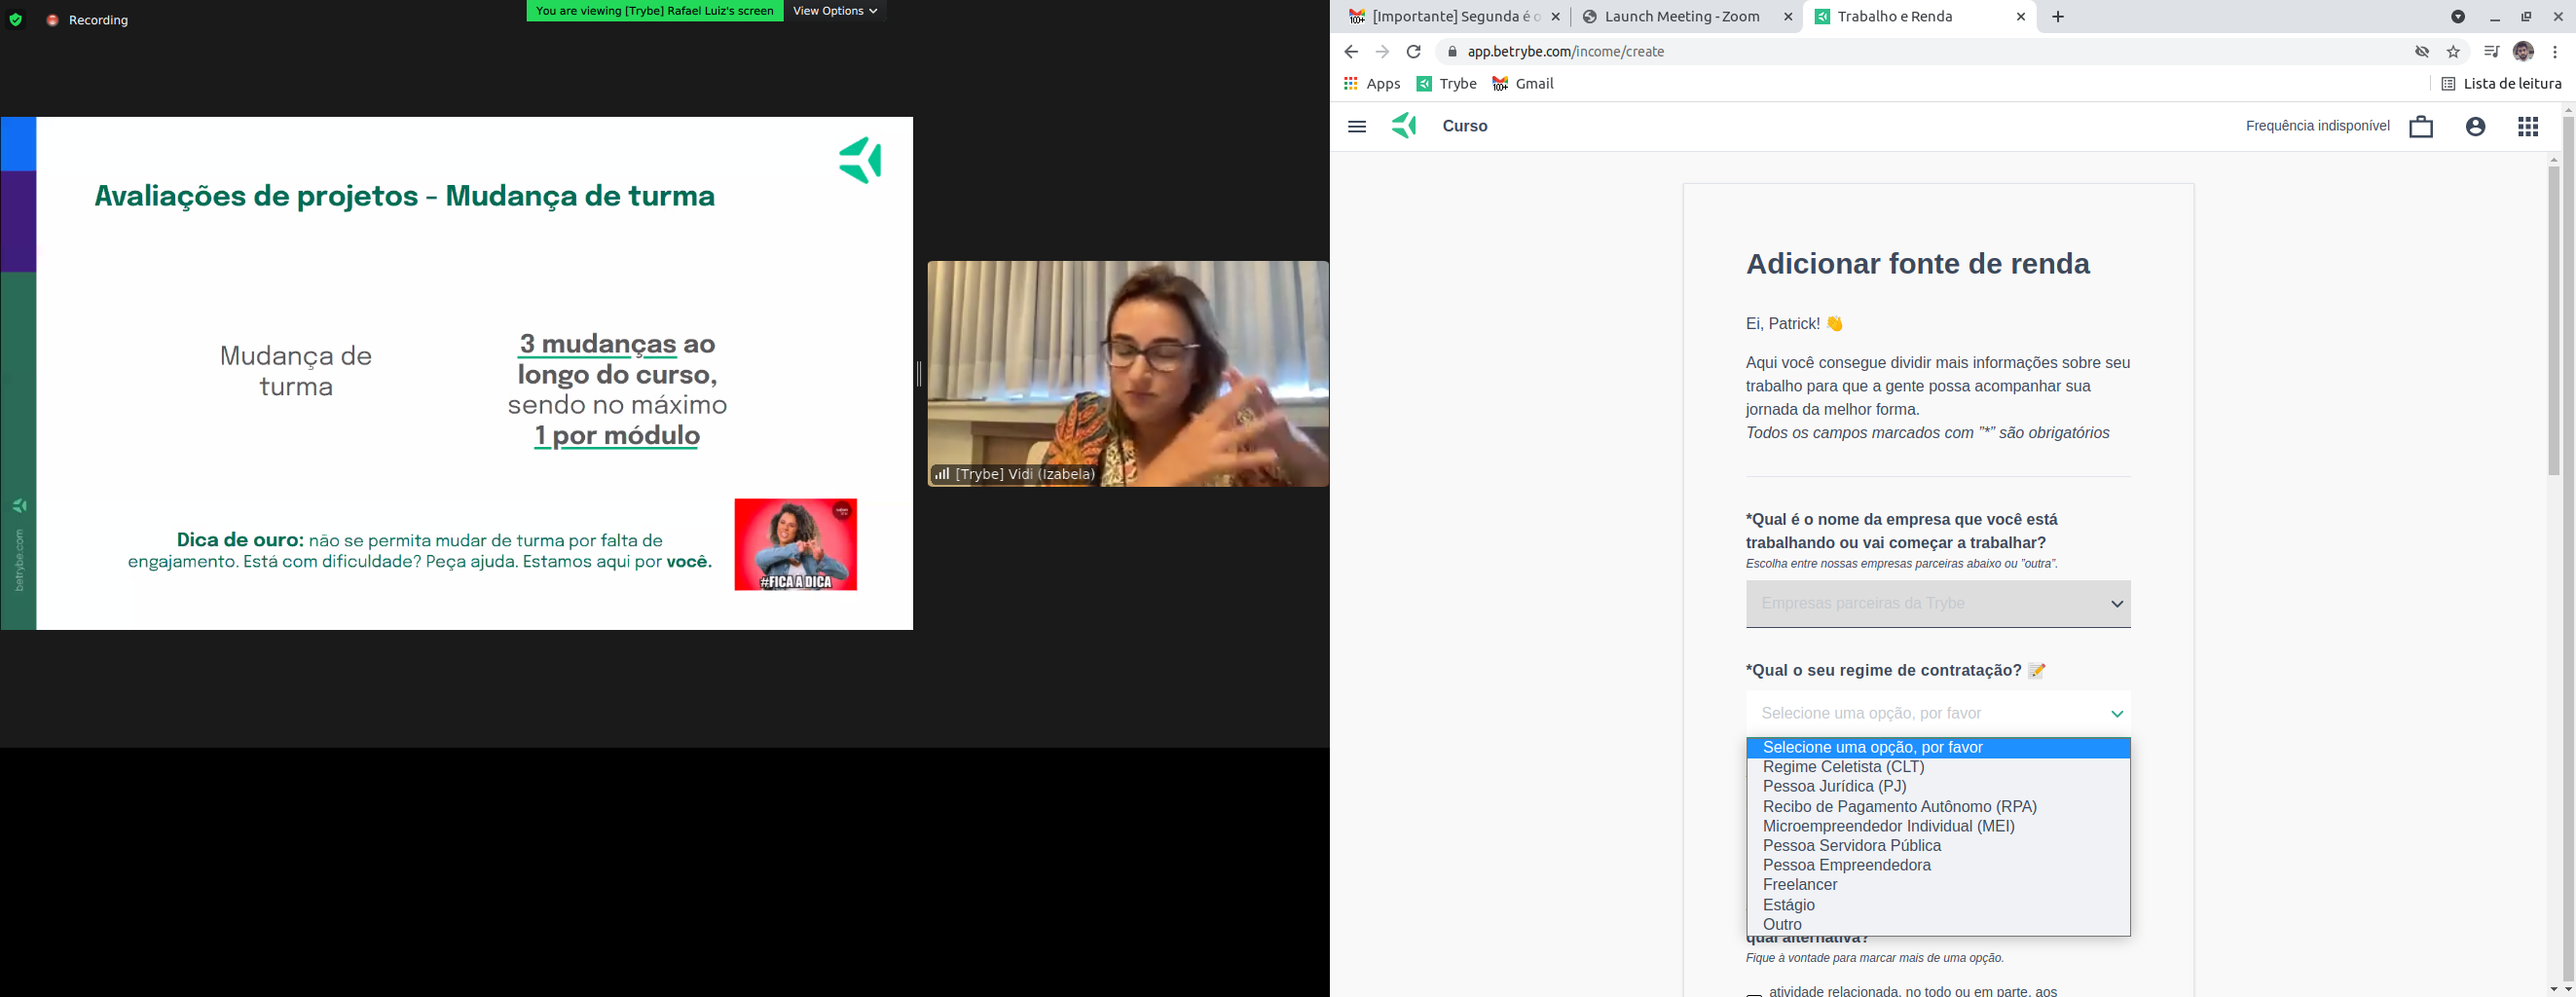 Recording
You are viewing [Trybe] Rafael Luiz's screen
View Options
Avaliações de projetos - Mudança de turma
Mudança de
turma
3 mudanças ao
longo do curso,
sendo no máximo
1 por módulo
Dica de ouro: não se permita mudar de turma por falta de
engajamento. Está com dificuldade? Peça ajuda. Estamos aqui por você.
#FICA A DICA
betrybe.com
[Trybe] Vidi (Izabela)
[Importante] Segunda é o
Launch Meeting - Zoom
Trabalho e Renda
app.betrybe.com/income/create
Apps
Trybe
100+
Gmail
Lista de leitura
Curso
Frequência indisponível
Adicionar fonte de renda
Ei, Patrick! 👋
Aqui você consegue dividir mais informações sobre seu
trabalho para que a gente possa acompanhar sua
jornada da melhor forma.
Todos os campos marcados com "*" são obrigatórios
*Qual é o nome da empresa que você está
trabalhando ou vai começar a trabalhar?
Escolha entre nossas empresas parceiras abaixo ou "outra".
Empresas parceiras da Trybe
*Qual o seu regime de contratação? 📝
Selecione uma opção, por favor
Selecione uma opção, por favor
Regime Celetista (CLT)
Pessoa Jurídica (PJ)
Recibo de Pagamento Autônomo (RPA)
Microempreendedor Individual (MEI)
Pessoa Servidora Pública
Pessoa Empreendedora
Freelancer
Estágio
Outro
qual alternativa?
Fique à vontade para marcar mais de uma opção.
atividade relacionada, no todo ou em parte, aos